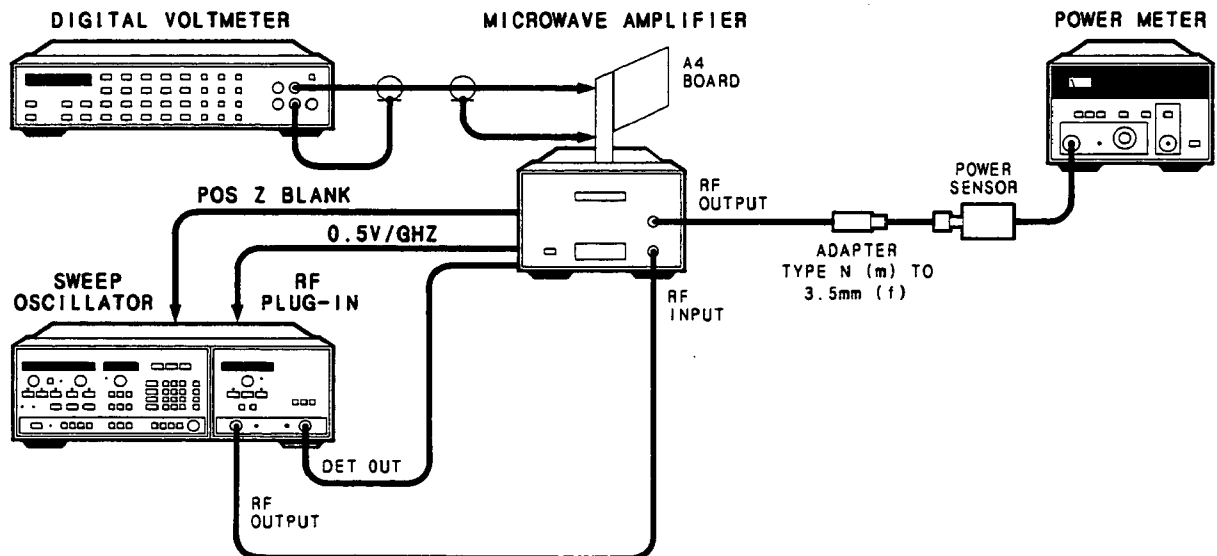 DIGITAL VOLTMETER
MICROWAVE AMPLIFIER
POWER METER
A4
BOARD
POS Z BLANK
0.5V/GHZ
RF
OUTPUT
POWER
SENSOR
ADAPTER
TYPE N (m) TO
3.5mm (f)
SWEEP
OSCILLATOR
RF
PLUG-IN
RF
INPUT
DET OUT
RF
OUTPUT